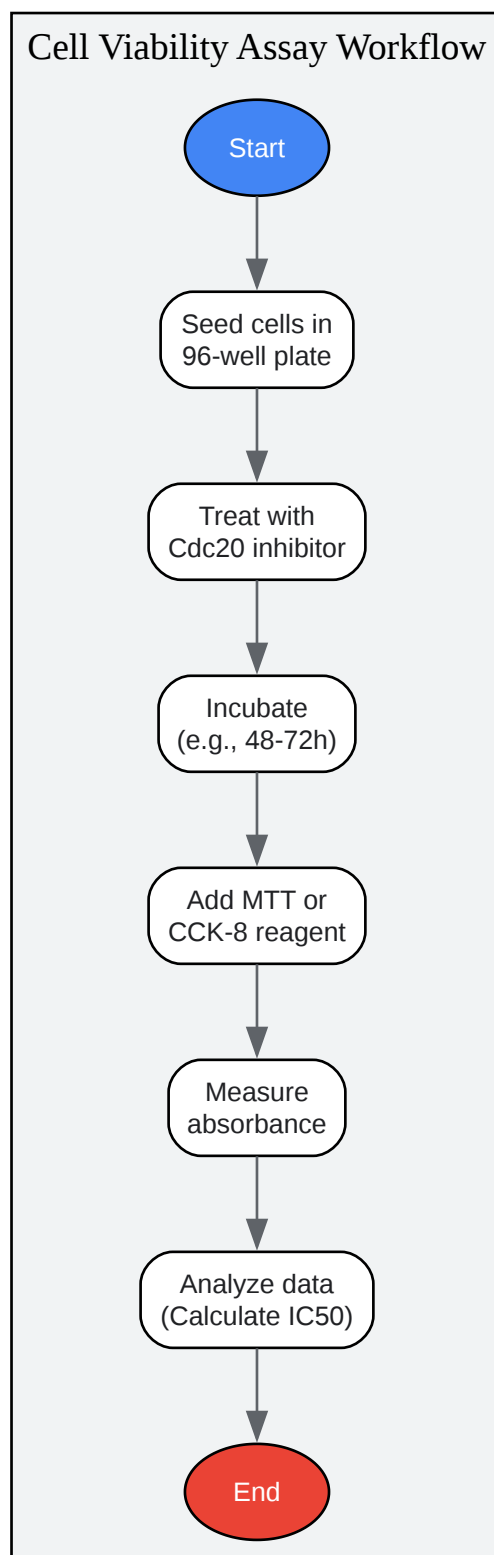 Cell Viability Assay Workflow
Start
Seed cells in
96-well plate
Treat with
Cdc20 inhibitor
Incubate
(e.g., 48-72h)
Add MTT or
CCK-8 reagent
Measure
absorbance
Analyze data
(Calculate IC50)
End